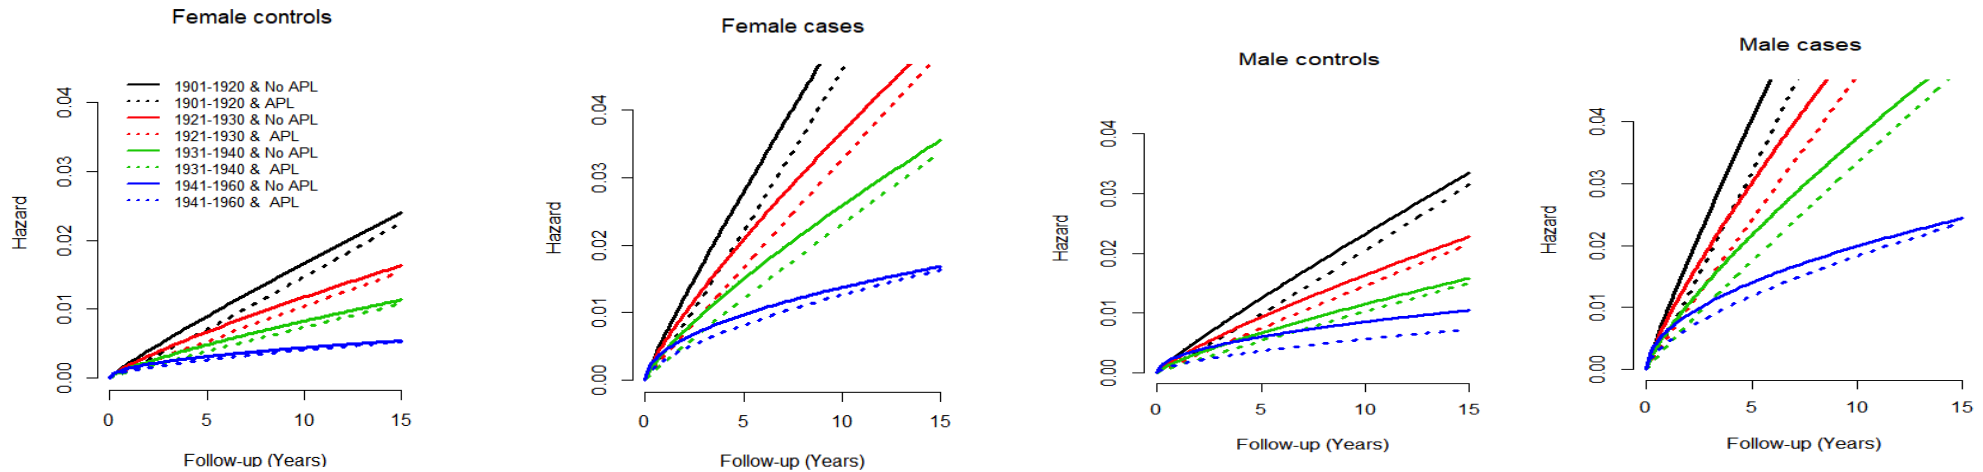 Female controls
Hazard
0.04
0.03
0.02
0.01
0.00
1901-1920 & No APL
1901-1920 & APL
1921-1930 & No APL
1921-1930 & APL
1931-1940 & No APL
1931-1940 & APL
1941-1960 & No APL
1941-1960 & APL
0 5 10 15
Follow-up (Years)
Female cases
Hazard
0.04
0.03
0.02
0.01
0.00
0 5 10 15
Follow-up (Years)
Male controls
Hazard
0.04
0.03
0.02
0.01
0.00
0 5 10 15
Follow-up (Years)
Male cases
Hazard
0.04
0.03
0.02
0.01
0.00
0 5 10 15
Follow-up (Years)